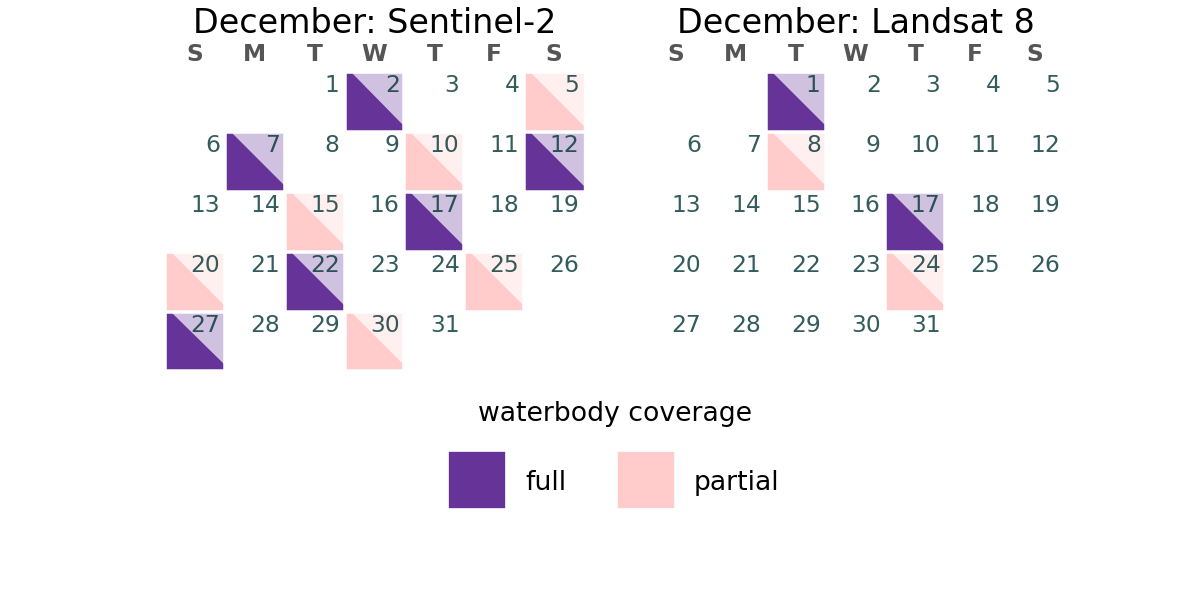 December: Sentinel-2
S M T W T F S
1 2 3 4 5
6 7 8 9 10 11 12
13 14 15 16 17 18 19
20 21 22 23 24 25 26
27 28 29 30 31
December: Landsat 8
S M T W T F S
1 2 3 4 5
6 7 8 9 10 11 12
13 14 15 16 17 18 19
20 21 22 23 24 25 26
27 28 29 30 31
waterbody coverage
full partial